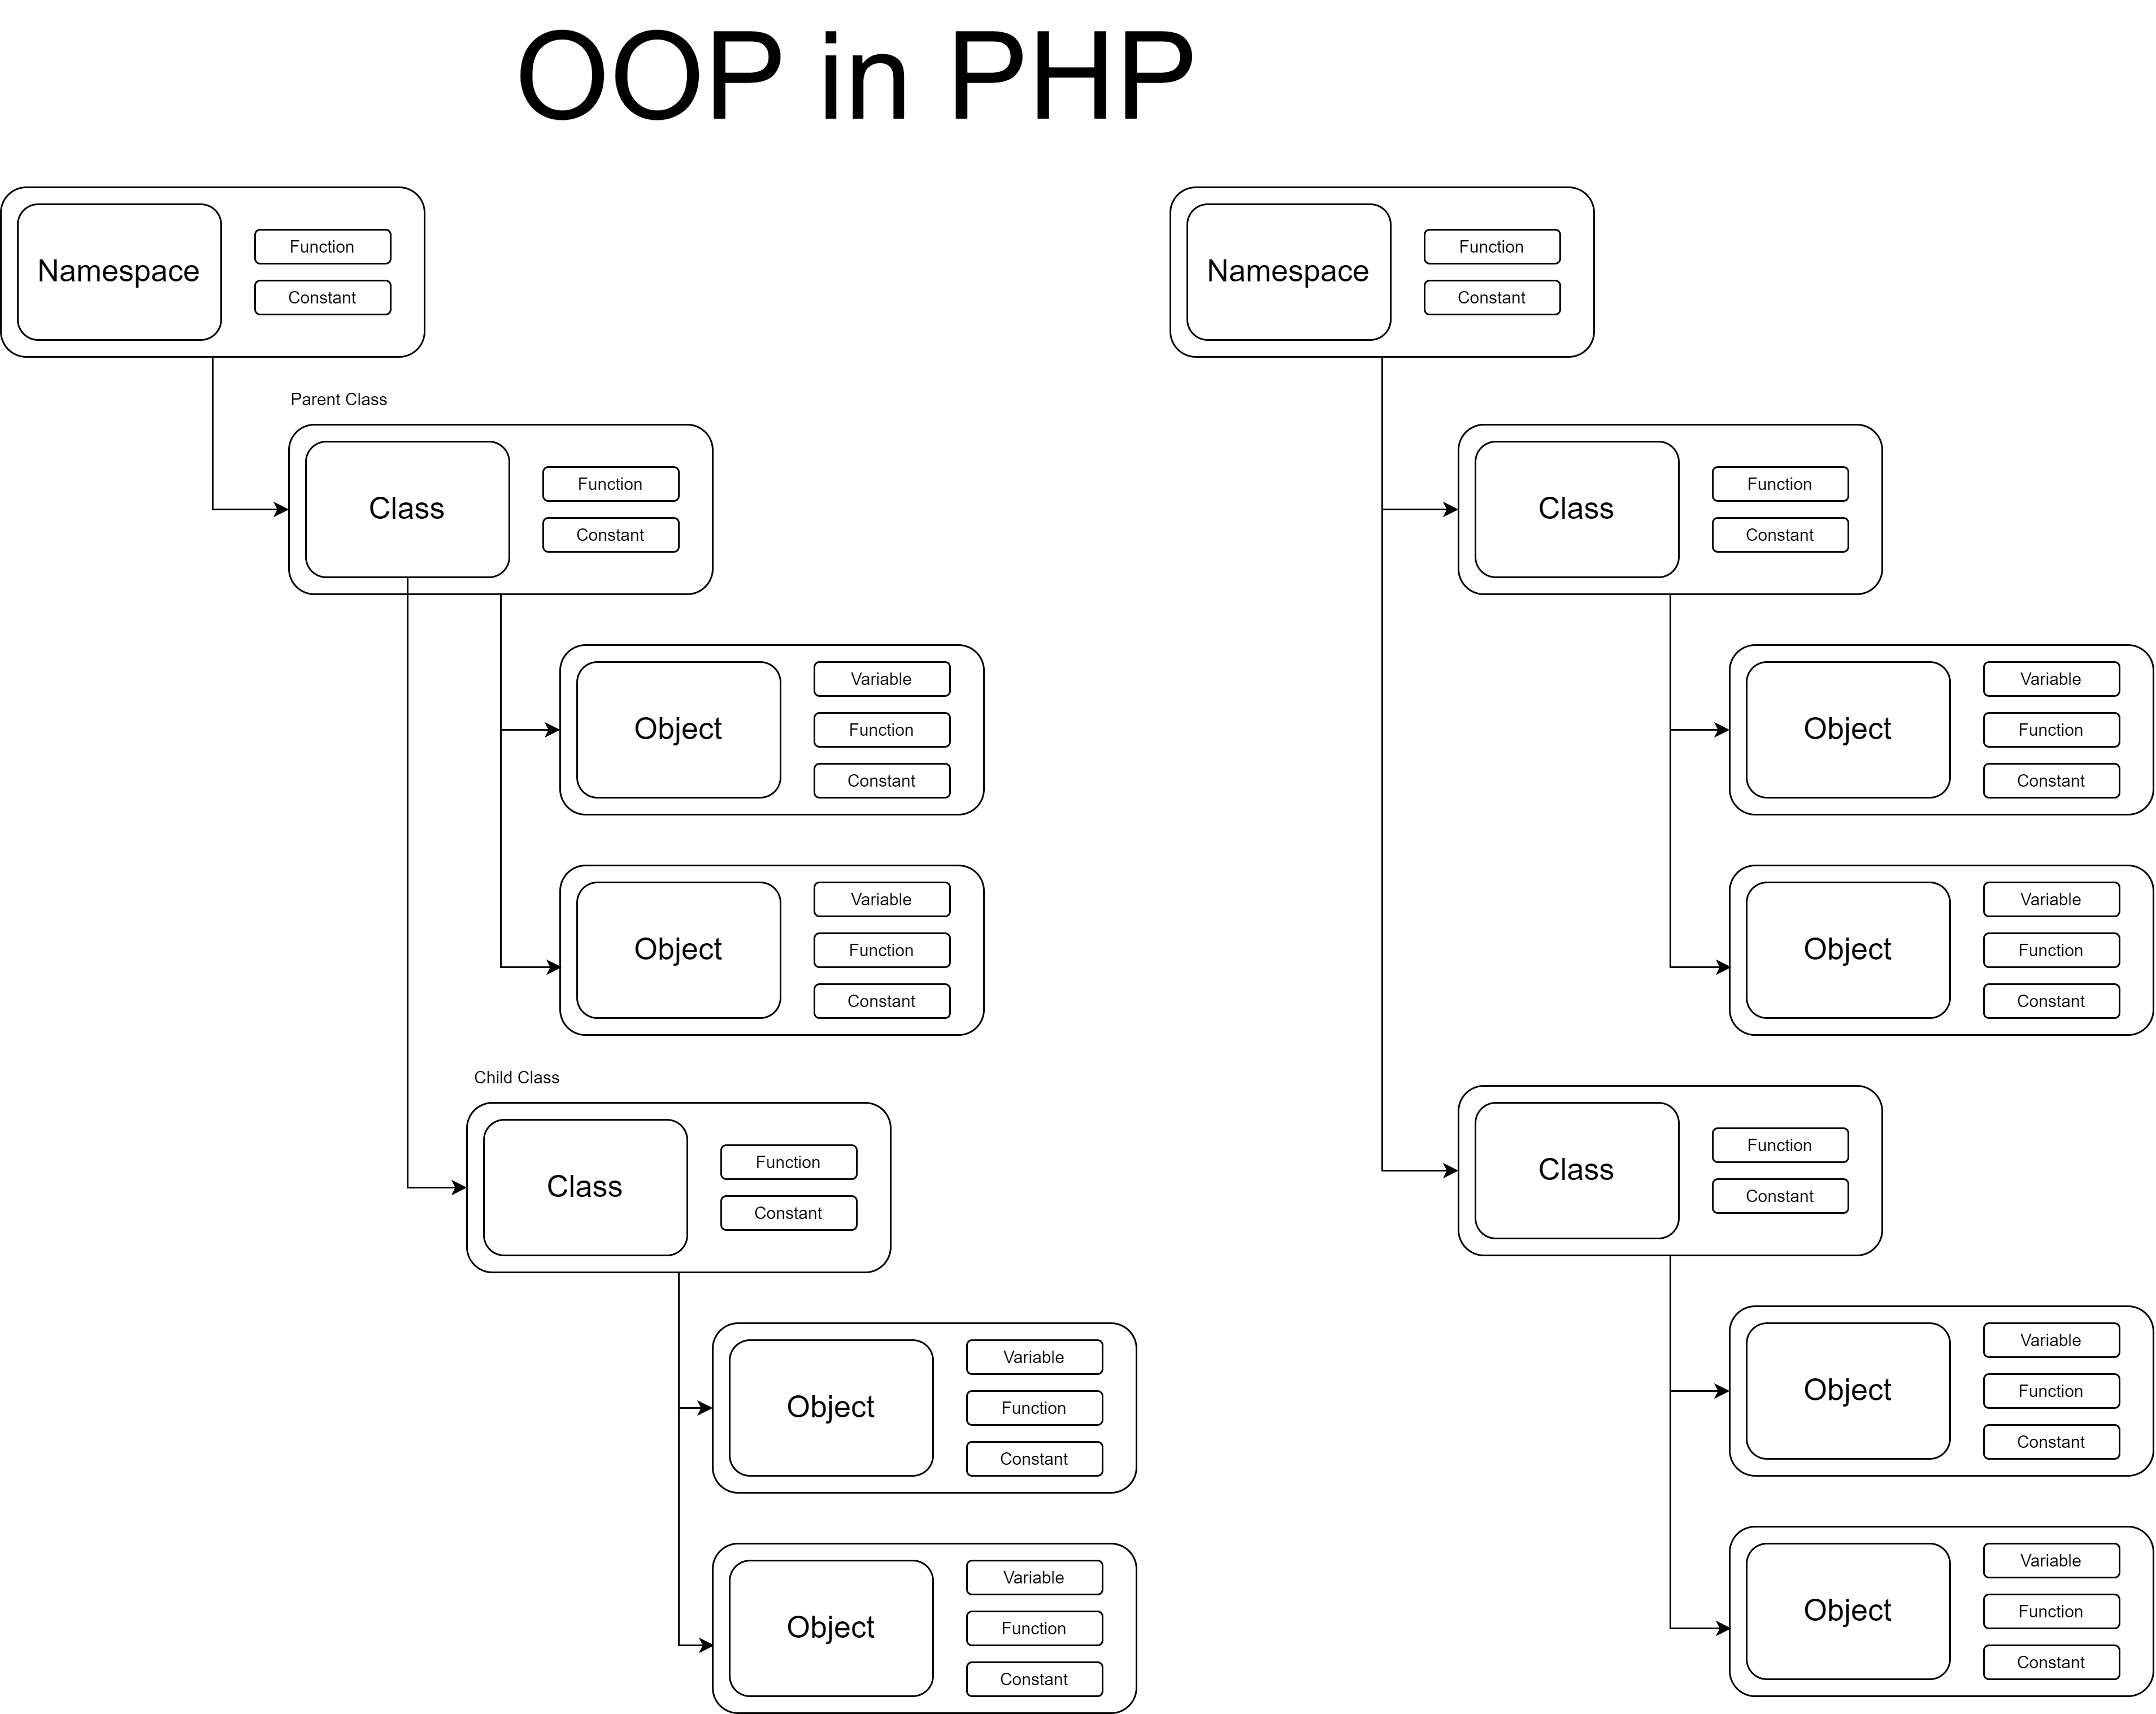 OOP in PHP
Namespace
Function
Constant
Parent Class
Class
Function
Constant
Object
Variable
Function
Constant
Object
Variable
Function
Constant
Child Class
Class
Function
Constant
Object
Variable
Function
Constant
Object
Variable
Function
Constant
Namespace
Function
Constant
Class
Function
Constant
Object
Variable
Function
Constant
Object
Variable
Function
Constant
Class
Function
Constant
Object
Variable
Function
Constant
Object
Variable
Function
Constant